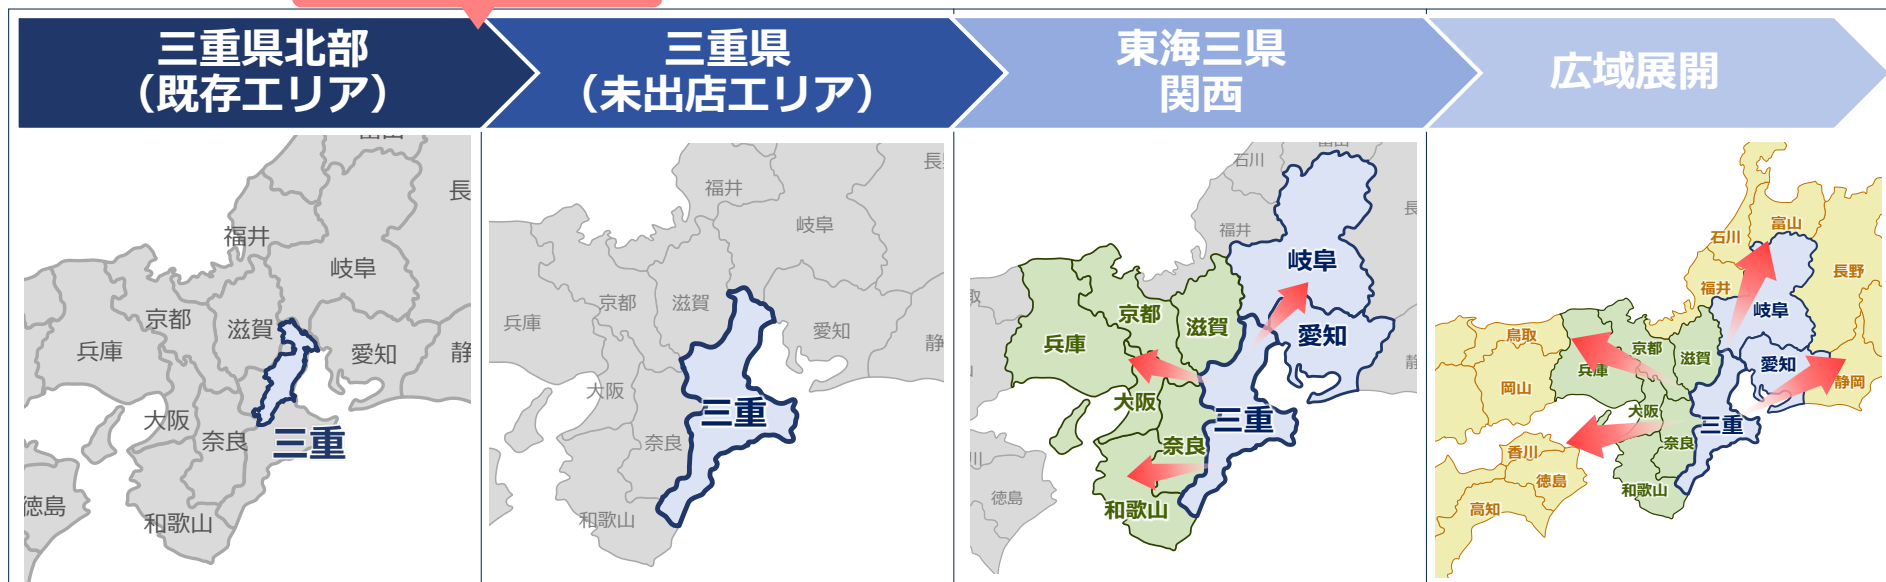 三重県北部
（既存エリア）
三重県
（未出店エリア）
東海三県
関西
広域展開
福井
岐阜
長
京都
滋賀
愛知
静
兵庫
大阪
奈良
三重
徳島
和歌山
福井
岐阜
京都
滋賀
兵庫
愛知
大阪
三重
奈良
和歌山
石川
福井
岐阜
京都
滋賀
愛知
兵庫
大阪
三重
奈良
徳島
和歌山
富山
石川
長野
福井
岐阜
鳥取
京都
滋賀
愛知
兵庫
静岡
岡山
大阪
三重
奈良
香川
徳島
和歌山
高知